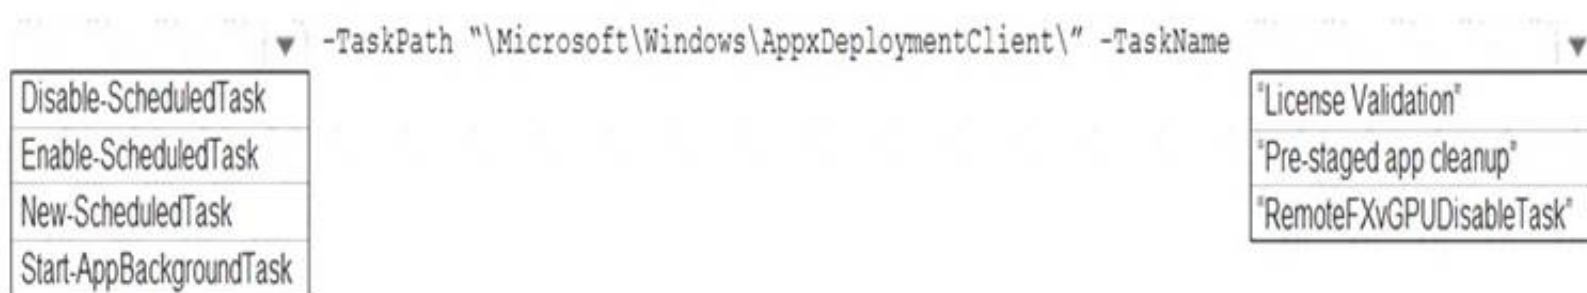 -TaskPath “\Microsoft\Windows\AppxDeploymentClient\” -TaskName
Disable-ScheduledTask
Enable-ScheduledTask
New-ScheduledTask
Start-AppBackgroundTask
"License Validation"
"Pre-staged app cleanup"
"RemoteFXvGPUDisableTask"